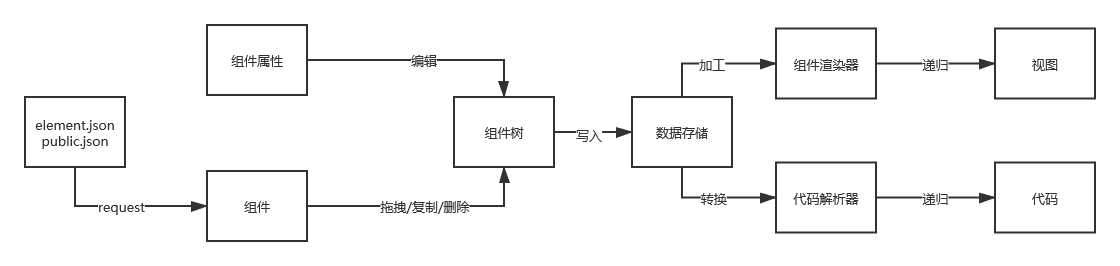 组件属性
编辑
element.json
public.json
request
组件
拖拽/复制/删除
组件树
写入
数据存储
加工
组件渲染器
递归
视图
转换
代码解析器
递归
代码